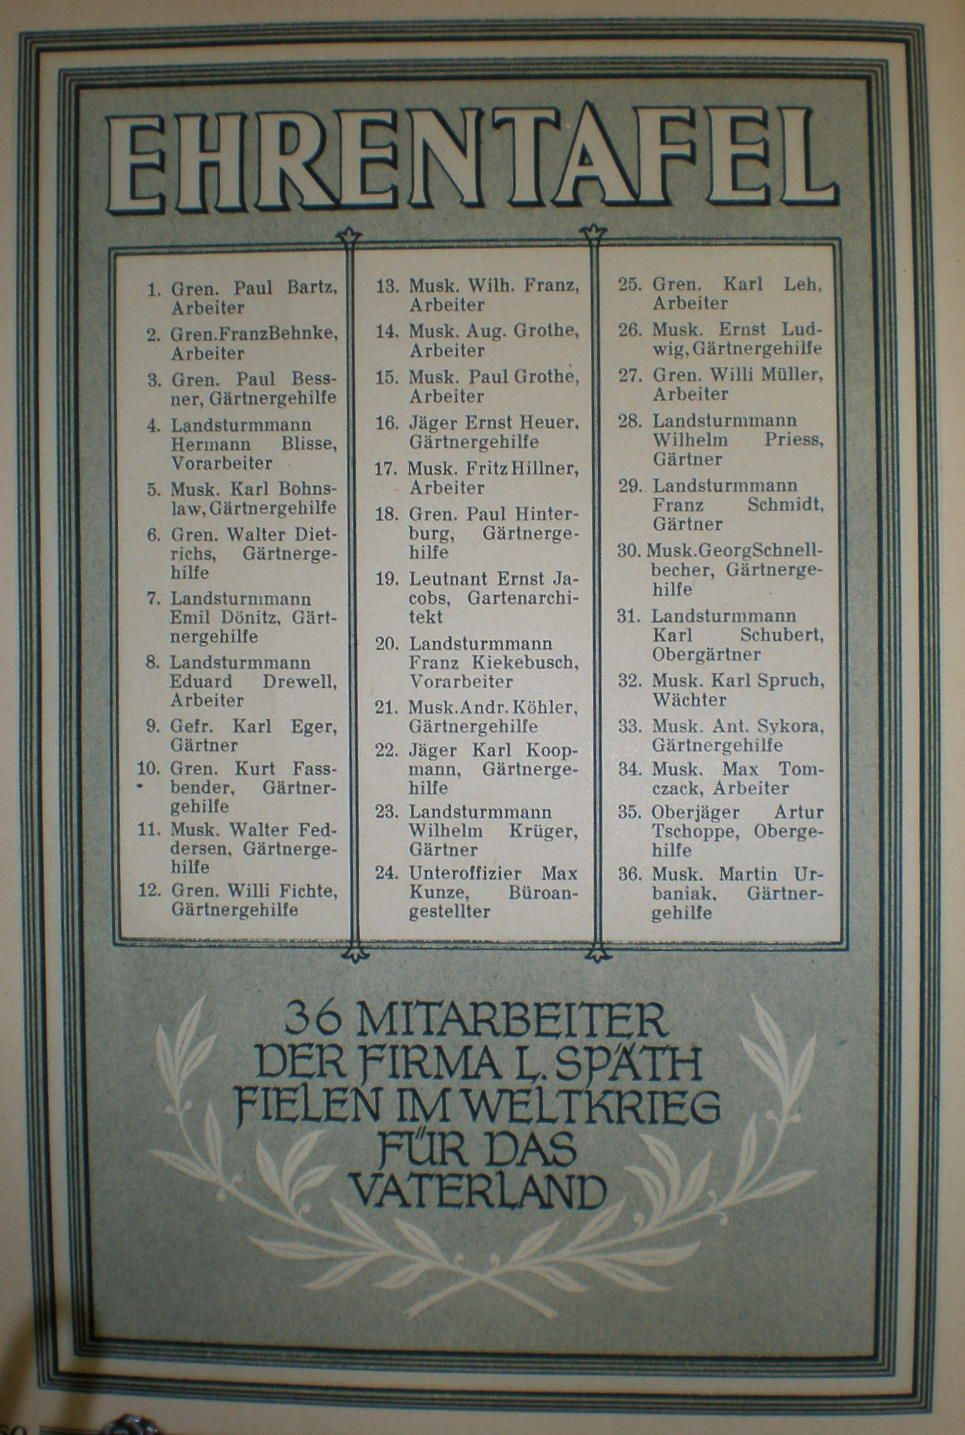 EHRENTAFEL
1. Gren. Paul Bartz,
Arbeiter
2. Gren. Franz Behnke,
Arbeiter
3. Gren. Paul Bess-
ner, Gärtnergehilfe
4. Landsturmmann
Hermann Blisse,
Vorarbeiter
5. Musk. Karl Bohns-
law, Gärtnergehilfe
6. Gren. Walter Diet-
richs, Gärtnerge-
hilfe
7. Landsturmmann
Emil Dönitz, Gärt-
nergehilfe
8. Landsturmmann
Eduard Drewell,
Arbeiter
9. Gefr. Karl Eger,
Gärtner
10. Gren. Kurt Fass-
bender, Gärtner-
gehilfe
11. Musk. Walter Fed-
dersen, Gärtnerge-
hilfe
12. Gren. Willi Fichte,
Gärtnergehilfe
13. Musk. Wilh. Franz,
Arbeiter
14. Musk. Aug. Grothe,
Arbeiter
15. Musk. Paul Grothe,
Arbeiter
16. Jäger Ernst Heuer,
Gärtnergehilfe
17. Musk. Fritz Hillner,
Arbeiter
18. Gren. Paul Hinter-
burg, Gärtnerge-
hilfe
19. Leutnant Ernst Ja-
cobs, Gartenarchi-
tekt
20. Landsturmmann
Franz Kiekebusch,
Vorarbeiter
21. Musk. Andr. Köhler,
Gärtnergehilfe
22. Jäger Karl Koop-
mann, Gärtnerge-
hilfe
23. Landsturmmann
Wilhelm Krüger,
Gärtner
24. Unteroffizier Max
Kunze, Büroan-
gestellter
25. Gren. Karl Leh,
Arbeiter
26. Musk. Ernst Lud-
wig, Gärtnergehilfe
27. Gren. Willi Müller,
Arbeiter
28. Landsturmmann
Wilhelm Priess,
Gärtner
29. Landsturmmann
Franz Schmidt,
Gärtner
30. Musk. Georg Schnell-
becher, Gärtnerge-
hilfe
31. Landsturmmann
Karl Schubert,
Obergärtner
32. Musk. Karl Spruch,
Wächter
33. Musk. Ant. Sykora,
Gärtnergehilfe
34. Musk. Max Tom-
czack, Arbeiter
35. Oberjäger Artur
Tschoppe, Oberge-
hilfe
36. Musk. Martin Ur-
baniak, Gärtner-
gehilfe
36 MITARBEITER
DER FIRMA L. SPÄTH
FIELEN IM WELTKRIEG
FÜR DAS
VATERLAND